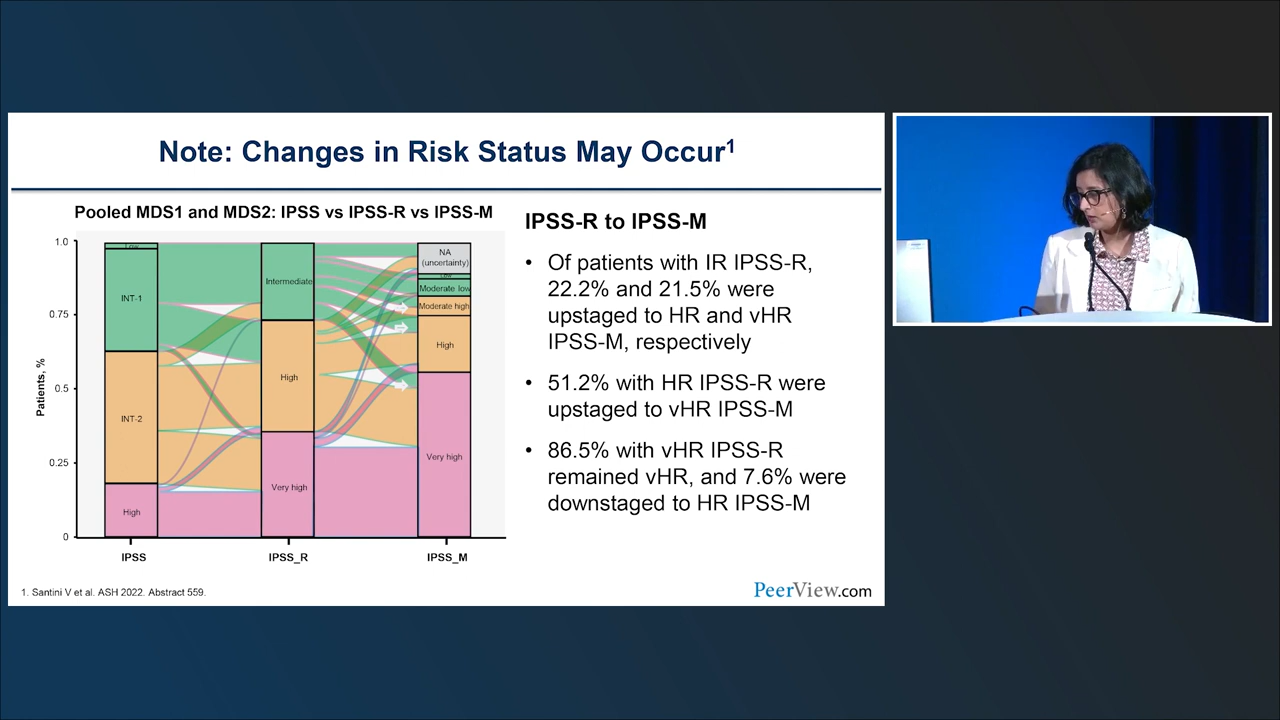 Note: Changes in Risk Status May Occur1
Pooled MDS1 and MDS2: IPSS vs IPSS-R vs IPSS-M
1.0
0.75
0.5
0.25
0
Patients, %
Low
INT-1
INT-2
High
Intermediate
High
Very high
NA
(uncertainty)
Low
Moderate low
Moderate high
High
Very high
IPSS
IPSS_R
IPSS_M
IPSS-R to IPSS-M
• Of patients with IR IPSS-R,
22.2% and 21.5% were
upstaged to HR and vHR
IPSS-M, respectively
• 51.2% with HR IPSS-R were
upstaged to vHR IPSS-M
• 86.5% with vHR IPSS-R
remained vHR, and 7.6% were
downstaged to HR IPSS-M
1. Santini V et al. ASH 2022. Abstract 559.
PeerView.com